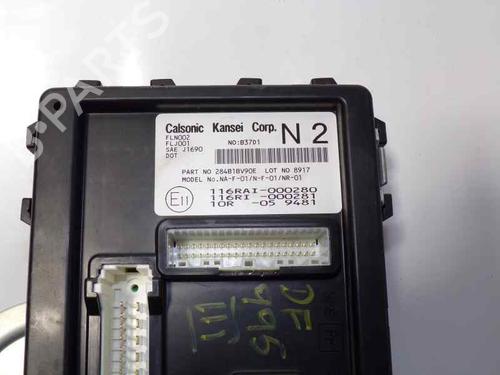 PARTS
Calsonic Kansei Corp. N 2
FLN002
FLJ001 NO:B37D1
SAE J1690
DOT
PART NO 284B1BV90E LOT NO 8917
MODEL No.NA-F-01/N-F-01/NR-01
E11
116RAI-000280
116RI -000281
10R -05 9481